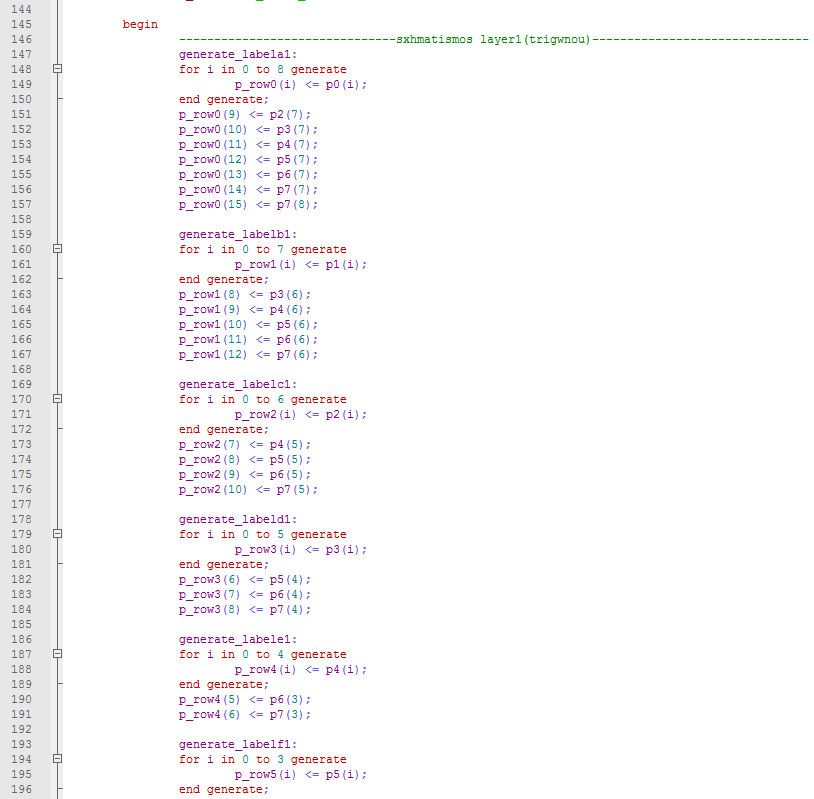 144
145 begin
146 -------------------------------sxhmatismos layer1(trigwnou)-------------------------------
147 generate_labela1:
148 for i in 0 to 8 generate
149 p_row0(i) <= p0(i);
150 end generate;
151 p_row0(9) <= p2(7);
152 p_row0(10) <= p3(7);
153 p_row0(11) <= p4(7);
154 p_row0(12) <= p5(7);
155 p_row0(13) <= p6(7);
156 p_row0(14) <= p7(7);
157 p_row0(15) <= p7(8);
158
159 generate_labelb1:
160 for i in 0 to 7 generate
161 p_row1(i) <= p1(i);
162 end generate;
163 p_row1(8) <= p3(6);
164 p_row1(9) <= p4(6);
165 p_row1(10) <= p5(6);
166 p_row1(11) <= p6(6);
167 p_row1(12) <= p7(6);
168
169 generate_labelc1:
170 for i in 0 to 6 generate
171 p_row2(i) <= p2(i);
172 end generate;
173 p_row2(7) <= p4(5);
174 p_row2(8) <= p5(5);
175 p_row2(9) <= p6(5);
176 p_row2(10) <= p7(5);
177
178 generate_labeld1:
179 for i in 0 to 5 generate
180 p_row3(i) <= p3(i);
181 end generate;
182 p_row3(6) <= p5(4);
183 p_row3(7) <= p6(4);
184 p_row3(8) <= p7(4);
185
186 generate_labele1:
187 for i in 0 to 4 generate
188 p_row4(i) <= p4(i);
189 end generate;
190 p_row4(5) <= p6(3);
191 p_row4(6) <= p7(3);
192
193 generate_labelf1:
194 for i in 0 to 3 generate
195 p_row5(i) <= p5(i);
196 end generate;